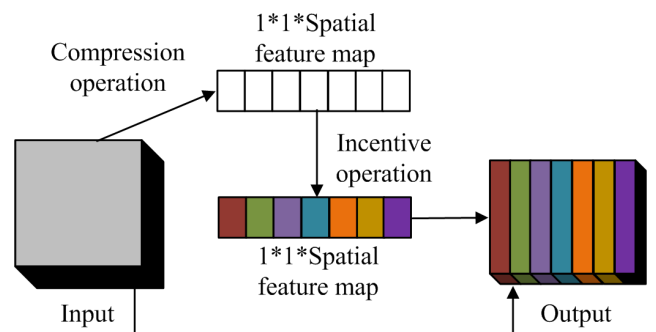 1*1*Spatial
feature map
Compression
operation
Incentive
operation
1*1*Spatial
feature map
Input
Output